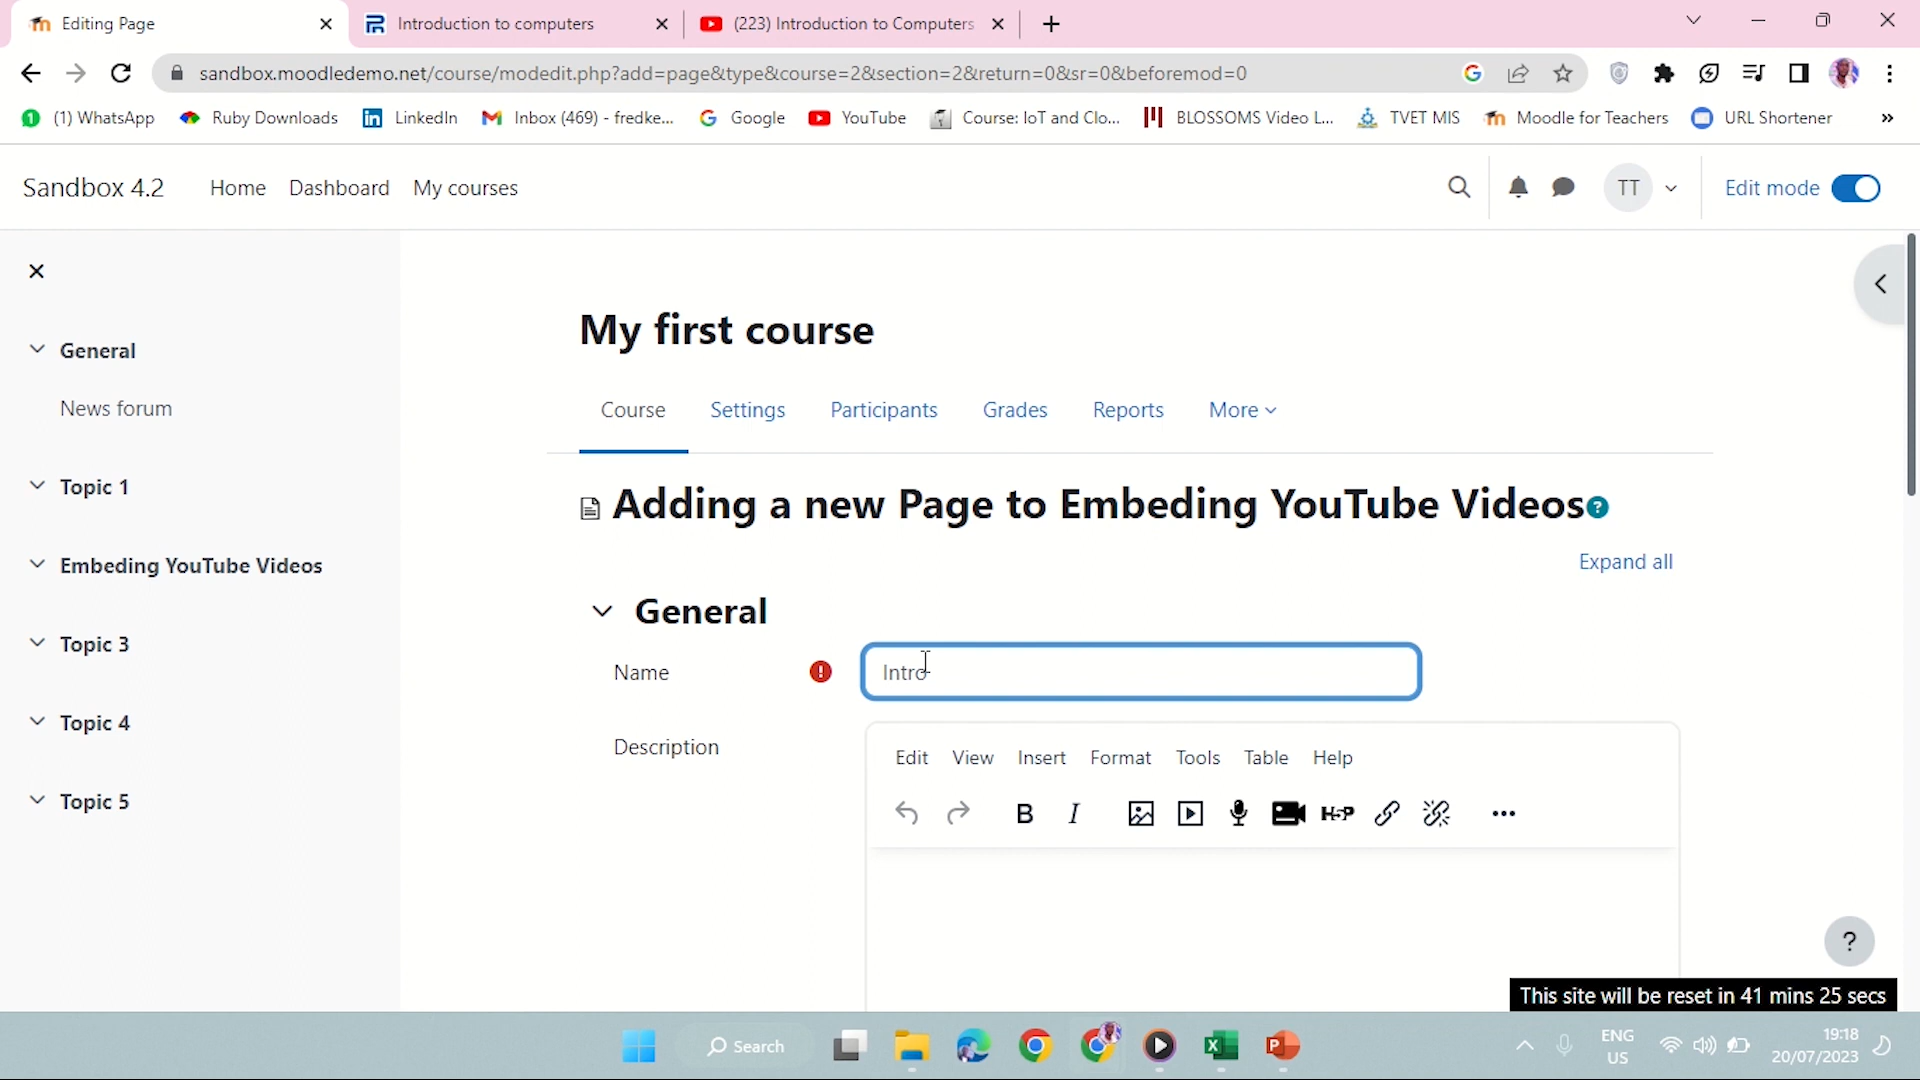 Editing Page
Introduction to computers
(223) Introduction to Computers
sandbox.moodledemo.net/course/modedit.php?add=page&type&course=2&section=2&return=0&sr=0&beforemod=0
(1) WhatsApp
Ruby Downloads
LinkedIn
Inbox (469) - fredke...
Google
YouTube
Course: IoT and Clo...
BLOSSOMS Video L...
TVET MIS
Moodle for Teachers
URL Shortener
»
Sandbox 4.2
Home
Dashboard
My courses
TT
Edit mode
General
News forum
Topic 1
Embeding YouTube Videos
Topic 3
Topic 4
Topic 5
My first course
Course
Settings
Participants
Grades
Reports
More
Adding a new Page to Embeding YouTube Videos
Expand all
General
Name
Intro
Description
Edit View Insert Format Tools Table Help
B I H-P
?
This site will be reset in 41 mins 25 secs
Search
ENG
US
19:18
20/07/2023